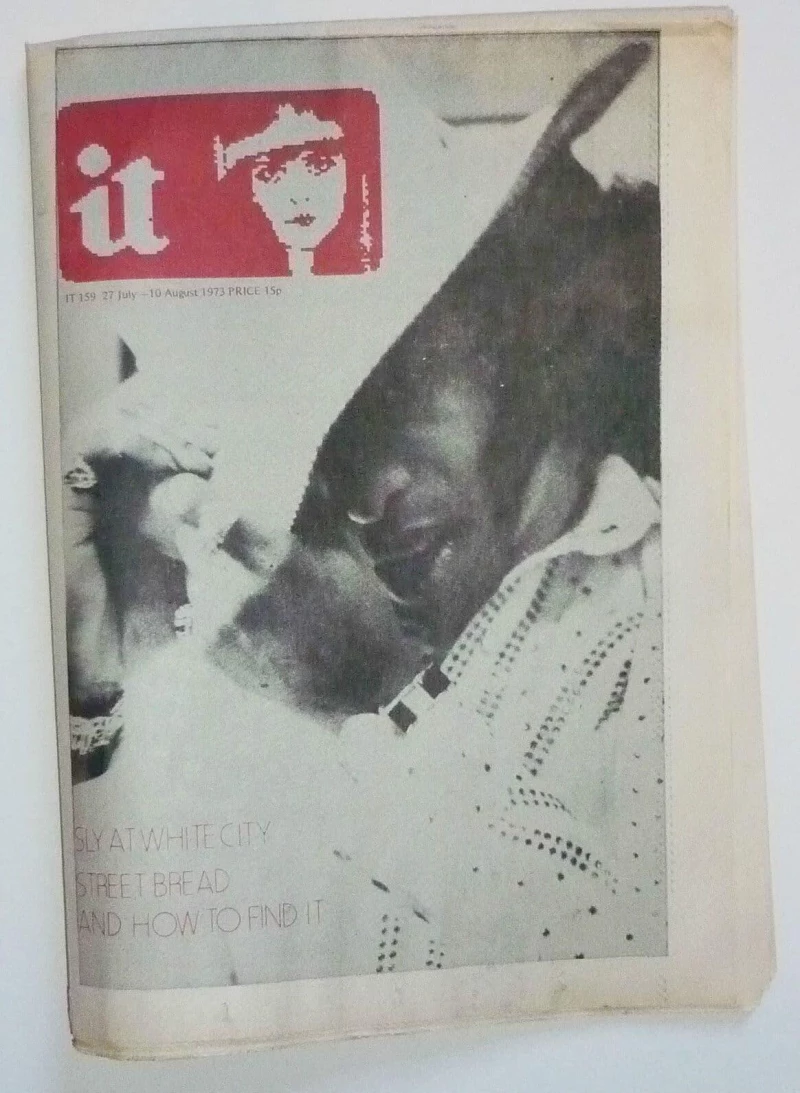 it
IT 159 27 July – 10 August 1973 PRICE 15p
SLY AT WHITE CITY
STREET BREAD
AND HOW TO FIND IT